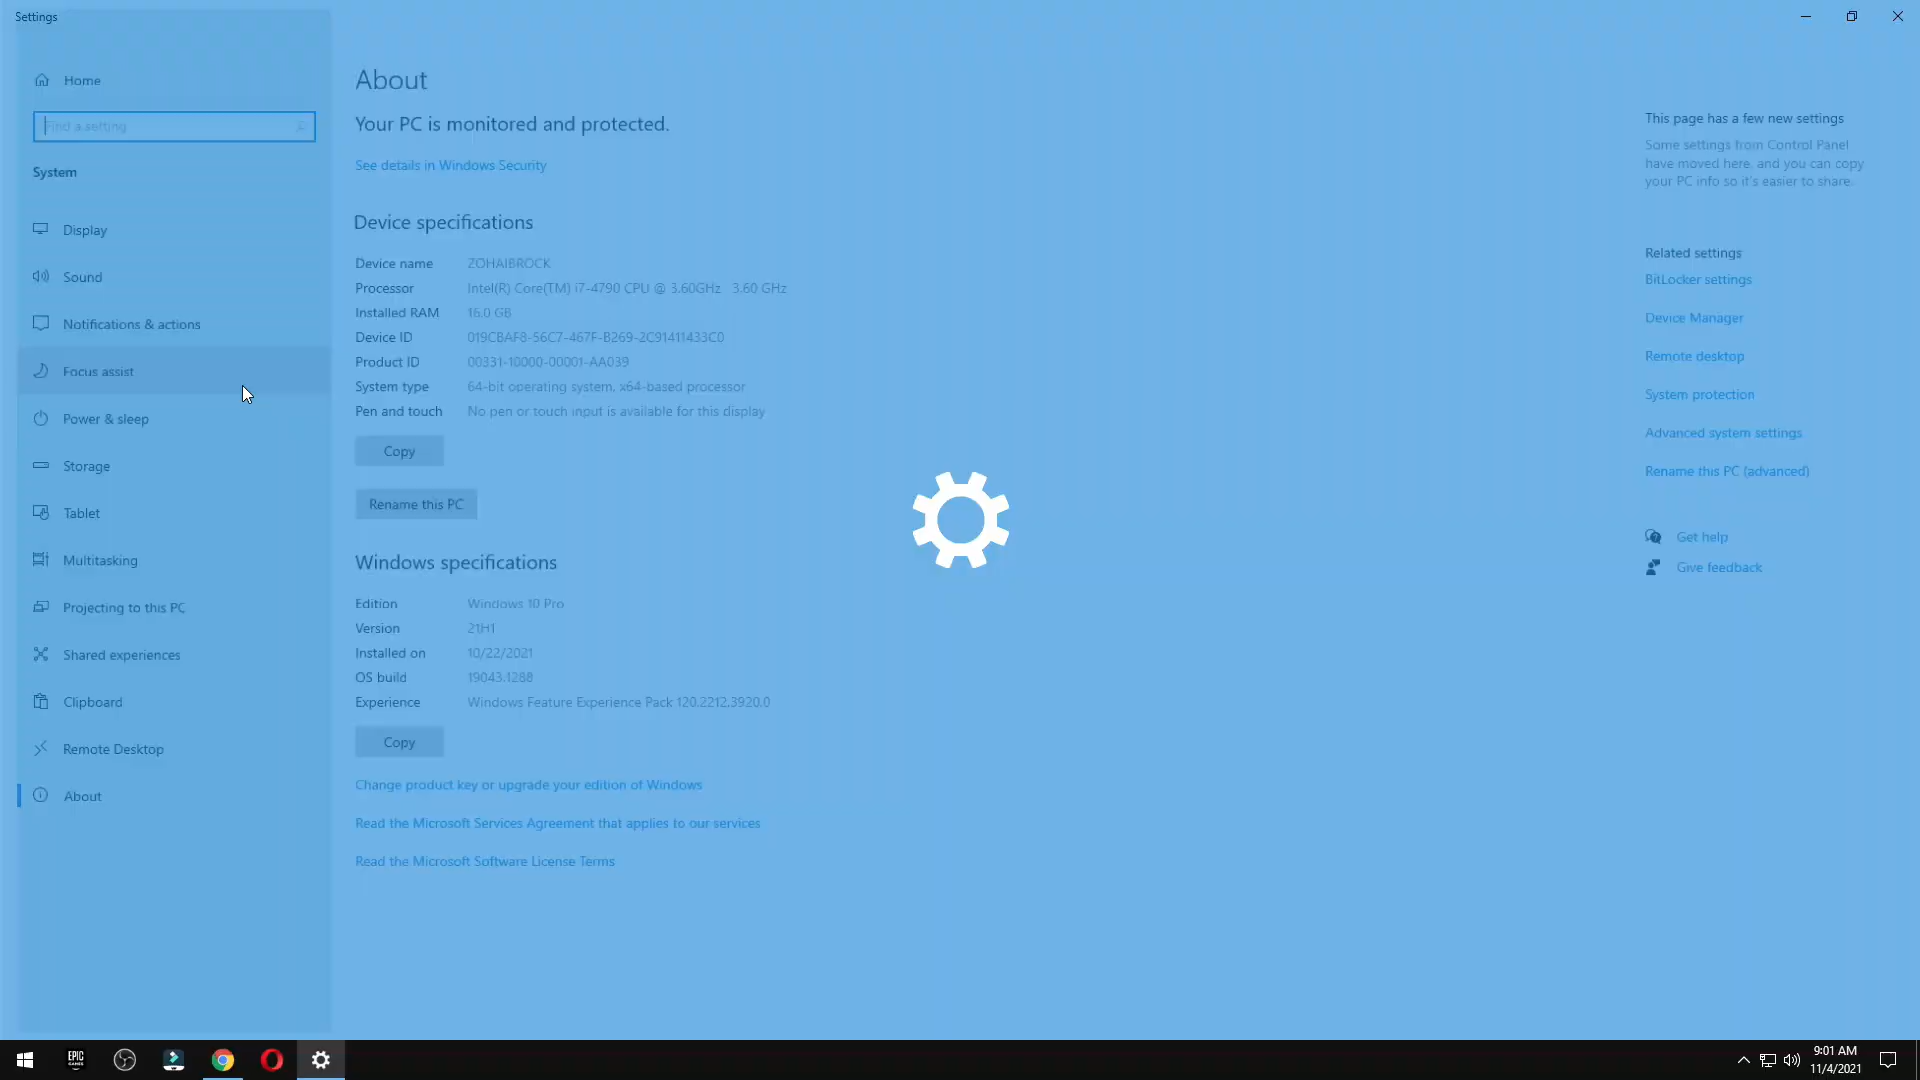 Settings
Home
Find a setting
System
Display
Sound
Notifications & actions
Focus assist
Power & sleep
Storage
Tablet
Multitasking
Projecting to this PC
Shared experiences
Clipboard
Remote Desktop
About
About
Your PC is monitored and protected.
See details in Windows Security
Device specifications
Device name ZOHAIBROCK
Processor Intel(R) Core(TM) i7-4790 CPU @ 3.60GHz 3.60 GHz
Installed RAM 16.0 GB
Device ID 019CBAF8-56C7-467F-B269-2C91411433C0
Product ID 00331-10000-00001-AA039
System type 64-bit operating system, x64-based processor
Pen and touch No pen or touch input is available for this display
Copy
Rename this PC
Windows specifications
Edition Windows 10 Pro
Version 21H1
Installed on 10/22/2021
OS build 19043.1288
Experience Windows Feature Experience Pack 120.2212.3920.0
Copy
Change product key or upgrade your edition of Windows
Read the Microsoft Services Agreement that applies to our services
Read the Microsoft Software License Terms
This page has a few new settings
Some settings from Control Panel
have moved here, and you can copy
your PC info so it's easier to share.
Related settings
BitLocker settings
Device Manager
Remote desktop
System protection
Advanced system settings
Rename this PC (advanced)
Get help
Give feedback
EPIC
GAMES
9:01 AM
11/4/2021